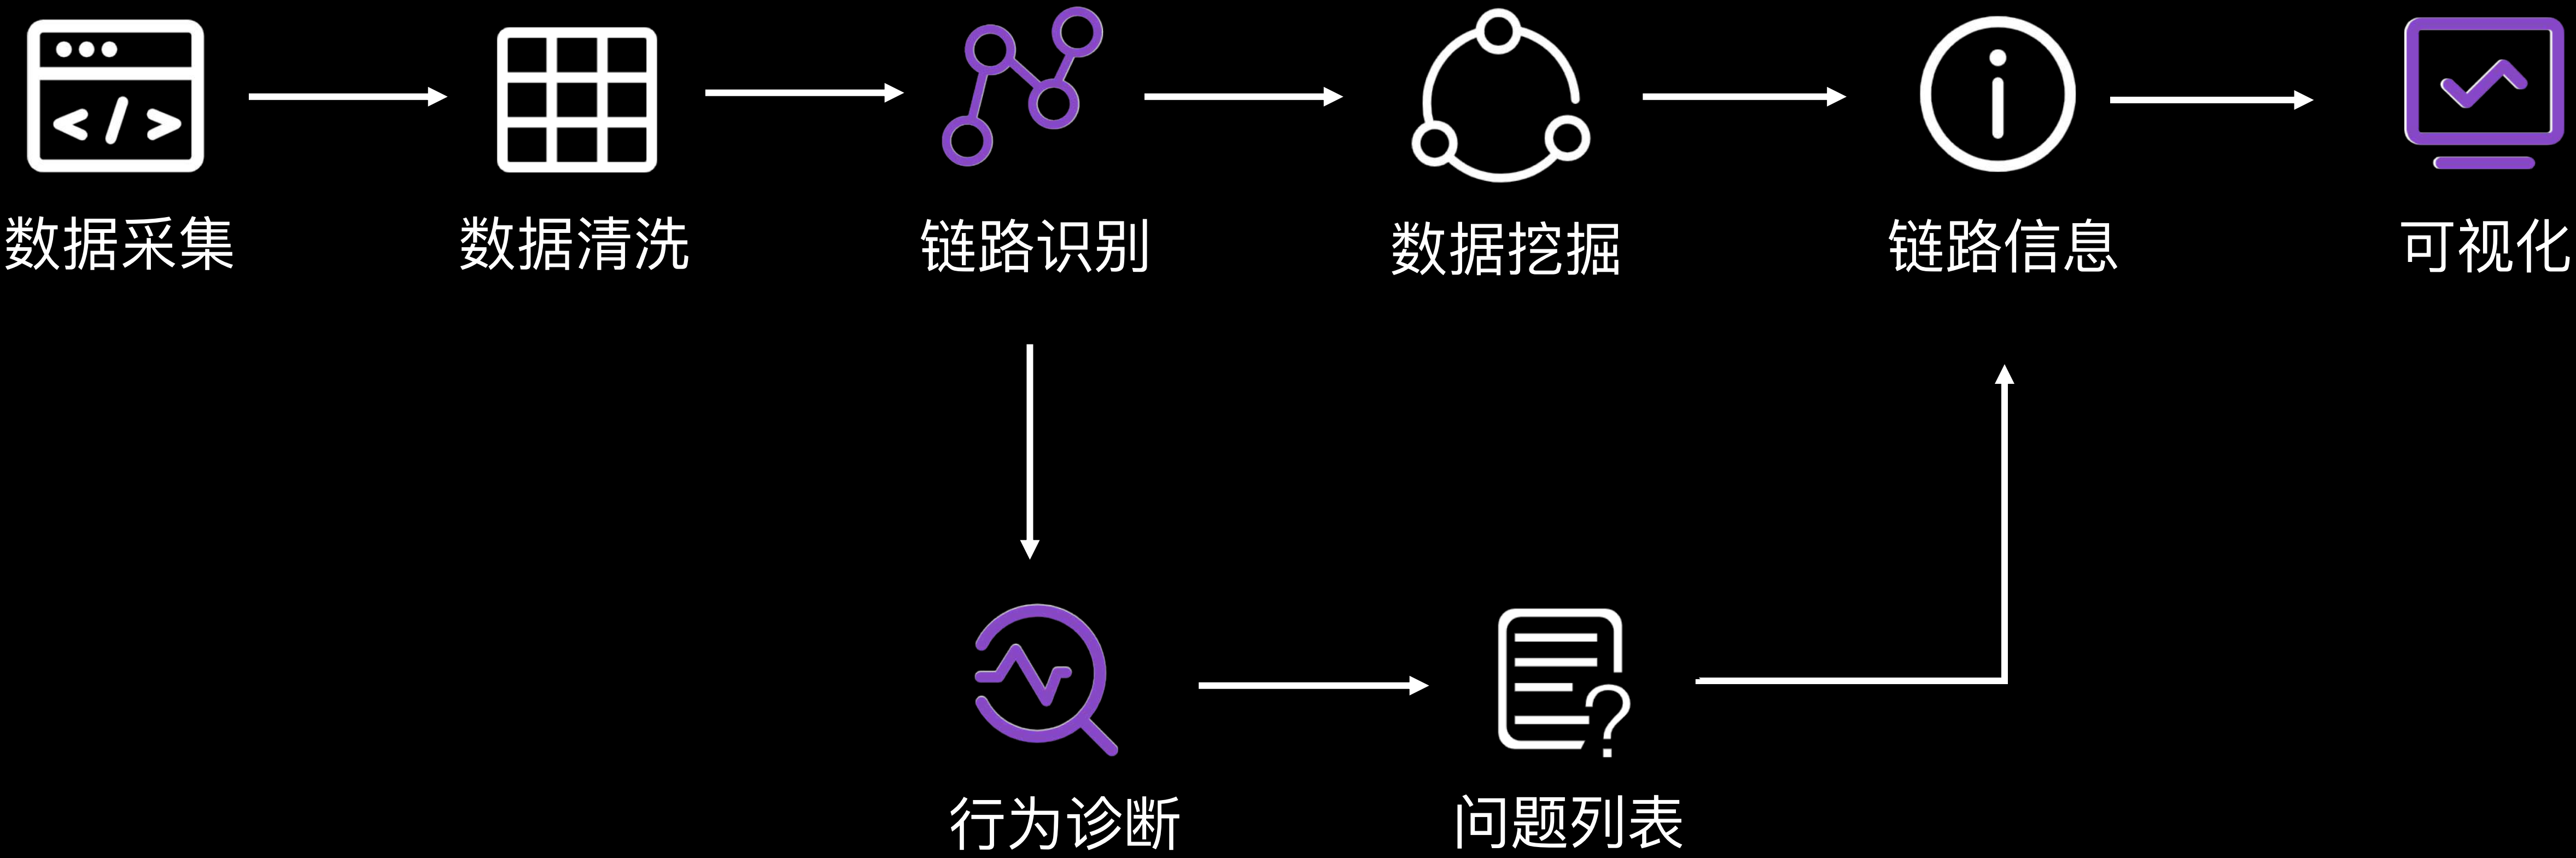 数据采集
数据清洗
链路识别
数据挖掘
链路信息
可视化
行为诊断
问题列表